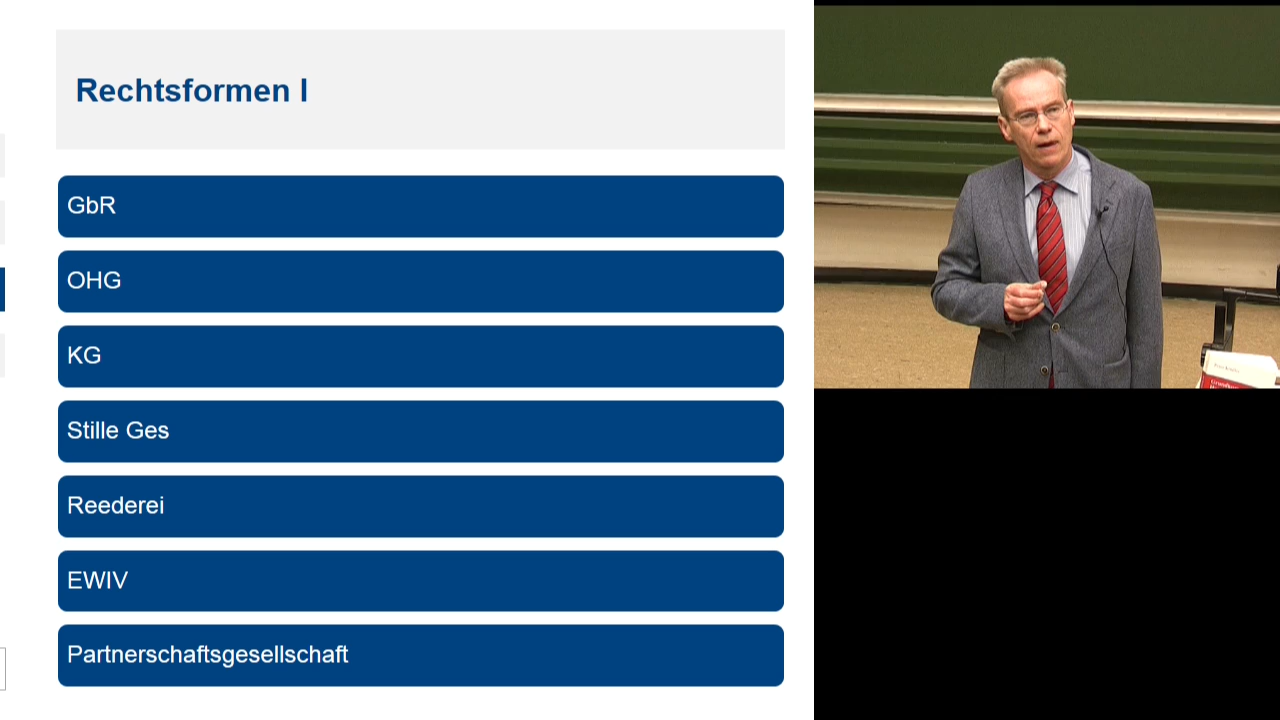 Rechtsformen I
GbR
OHG
KG
Stille Ges
Reederei
EWIV
Partnerschaftsgesellschaft